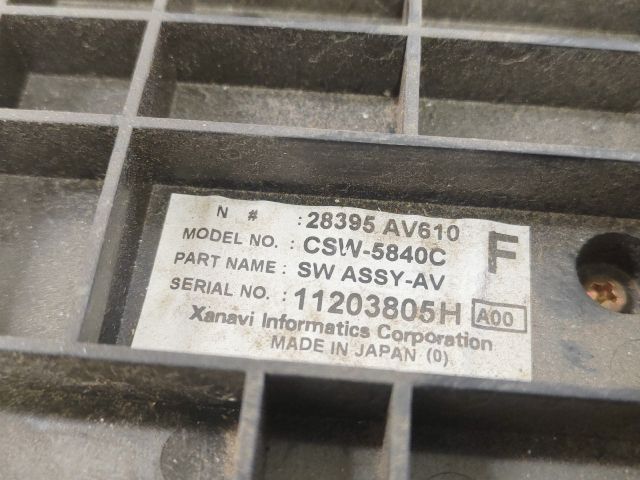 N # : 28395 AV610
MODEL NO. : CSW-5840C
PART NAME : SW ASSY-AV
SERIAL NO. : 11203805H A00
F
Xanavi Informatics Corporation
MADE IN JAPAN (0)